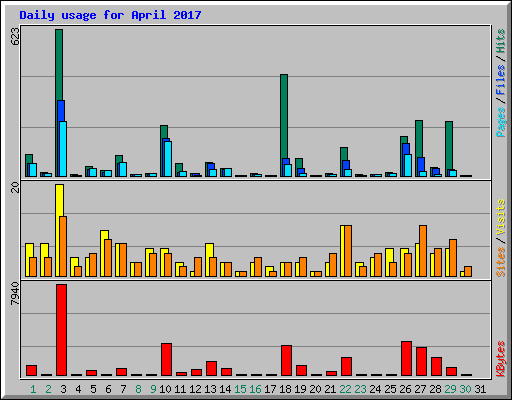 Daily usage for April 2017
623
Pages / Files / Hits
20
Sites / Visits
7940
KBytes
1 2 3 4 5 6 7 8 9 10 11 12 13 14 15 16 17 18 19 20 21 22 23 24 25 26 27 28 29 30 31